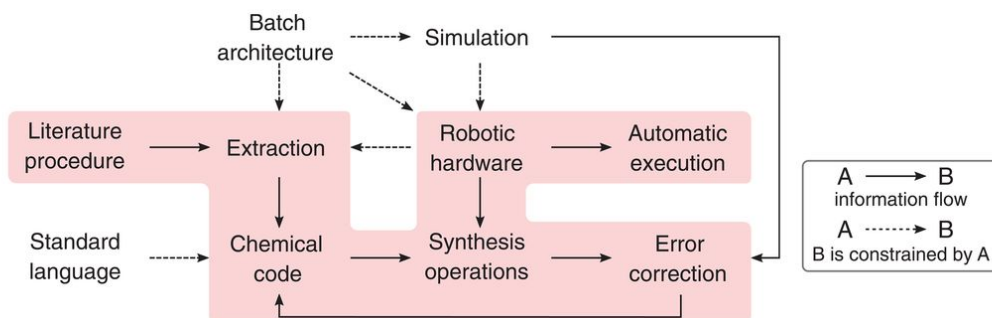 Batch
architecture
Simulation
Literature
procedure
Extraction
Robotic
hardware
Automatic
execution
Standard
language
Chemical
code
Synthesis
operations
Error
correction
A B
information flow
A B
B is constrained by A